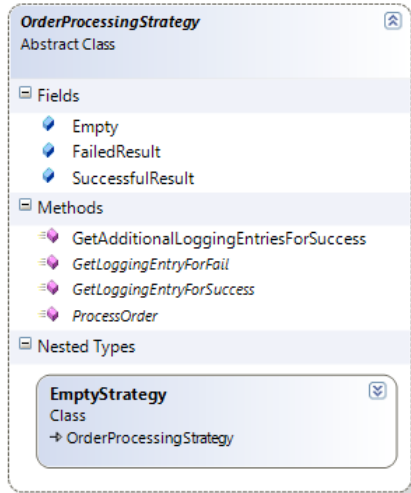 OrderProcessingStrategy
Abstract Class
Fields
Empty
FailedResult
SuccessfulResult
Methods
GetAdditionalLoggingEntriesForSuccess
GetLoggingEntryForFail
GetLoggingEntryForSuccess
ProcessOrder
Nested Types
EmptyStrategy
Class
OrderProcessingStrategy